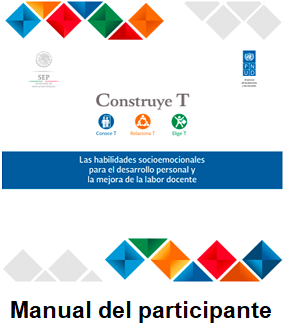 SEP
PNUD
Construye T
Conoce T
Relaciona T
Elige T
Las habilidades socioemocionales
para el desarrollo personal y
la mejora de la labor docente
Manual del participante